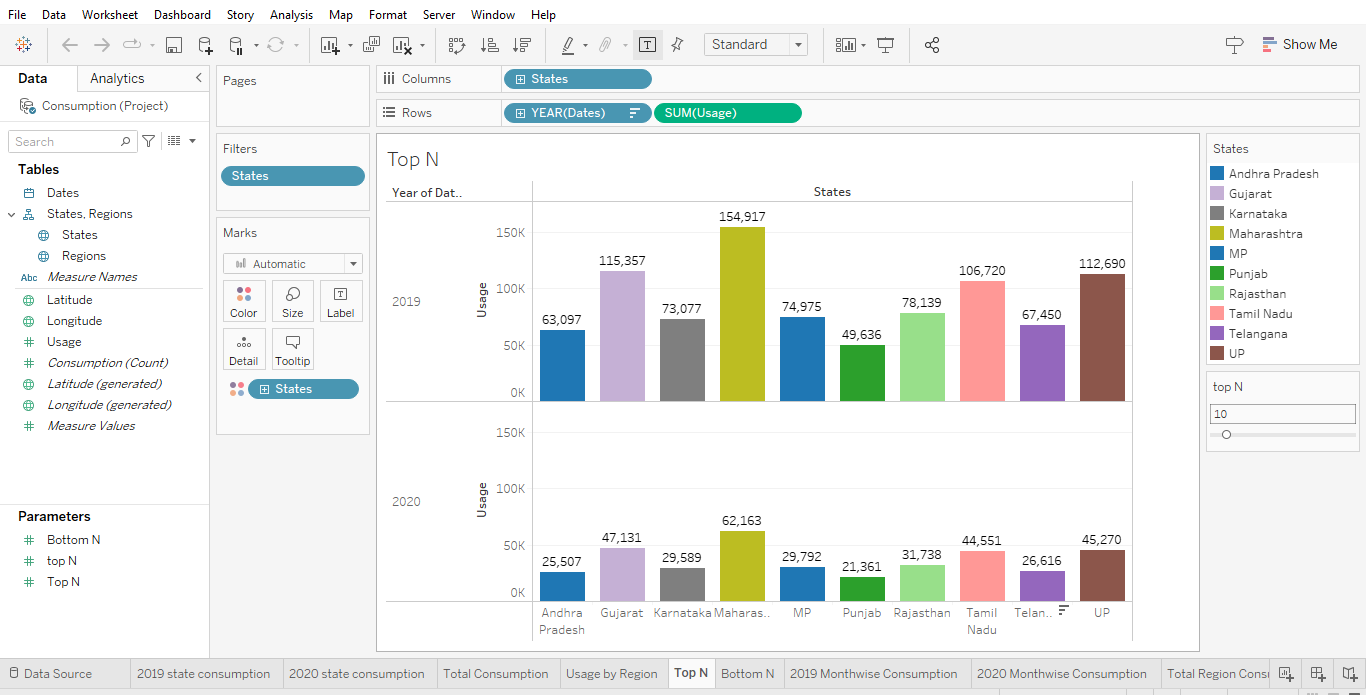 File Data Worksheet Dashboard Story Analysis Map Format Server Window Help
Standard
Show Me
Data Analytics
Consumption (Project)
Search
Tables
Dates
States, Regions
States
Regions
Abc Measure Names
Latitude
Longitude
Usage
Consumption (Count)
Latitude (generated)
Longitude (generated)
Measure Values
Parameters
Bottom N
top N
Top N
Pages
Filters
States
Marks
Automatic
Color Size Label
Detail Tooltip
States
Columns States
Rows YEAR(Dates) SUM(Usage)
Top N
Year of Dat.. States
2019
Usage
150K
100K
50K
0K
63,097
115,357
73,077
154,917
74,975
49,636
78,139
106,720
67,450
112,690
2020
Usage
150K
100K
50K
0K
25,507
47,131
29,589
62,163
29,792
21,361
31,738
44,551
26,616
45,270
Andhra Pradesh
Gujarat
Karnataka
Maharas..
MP
Punjab
Rajasthan
Tamil Nadu
Telan..
UP
States
Andhra Pradesh
Gujarat
Karnataka
Maharashtra
MP
Punjab
Rajasthan
Tamil Nadu
Telangana
UP
top N
10
Data Source 2019 state consumption 2020 state consumption Total Consumption Usage by Region Top N Bottom N 2019 Monthwise Consumption 2020 Monthwise Consumption Total Region Consu